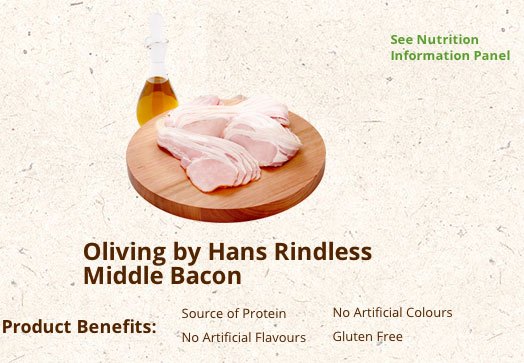 See Nutrition
Information Panel
Oliving by Hans Rindless
Middle Bacon
Product Benefits:
Source of Protein
No Artificial Colours
No Artificial Flavours
Gluten Free